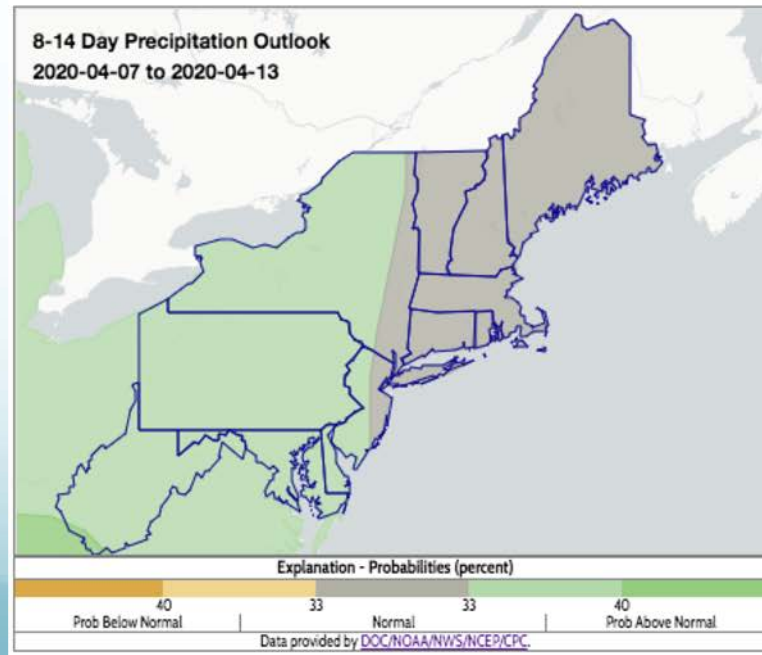 8-14 Day Precipitation Outlook
2020-04-07 to 2020-04-13
Explanation - Probabilities (percent)
40 33 33 40
Prob Below Normal Normal Prob Above Normal
Data provided by DOC/NOAA/NWS/NCEP/CPC.